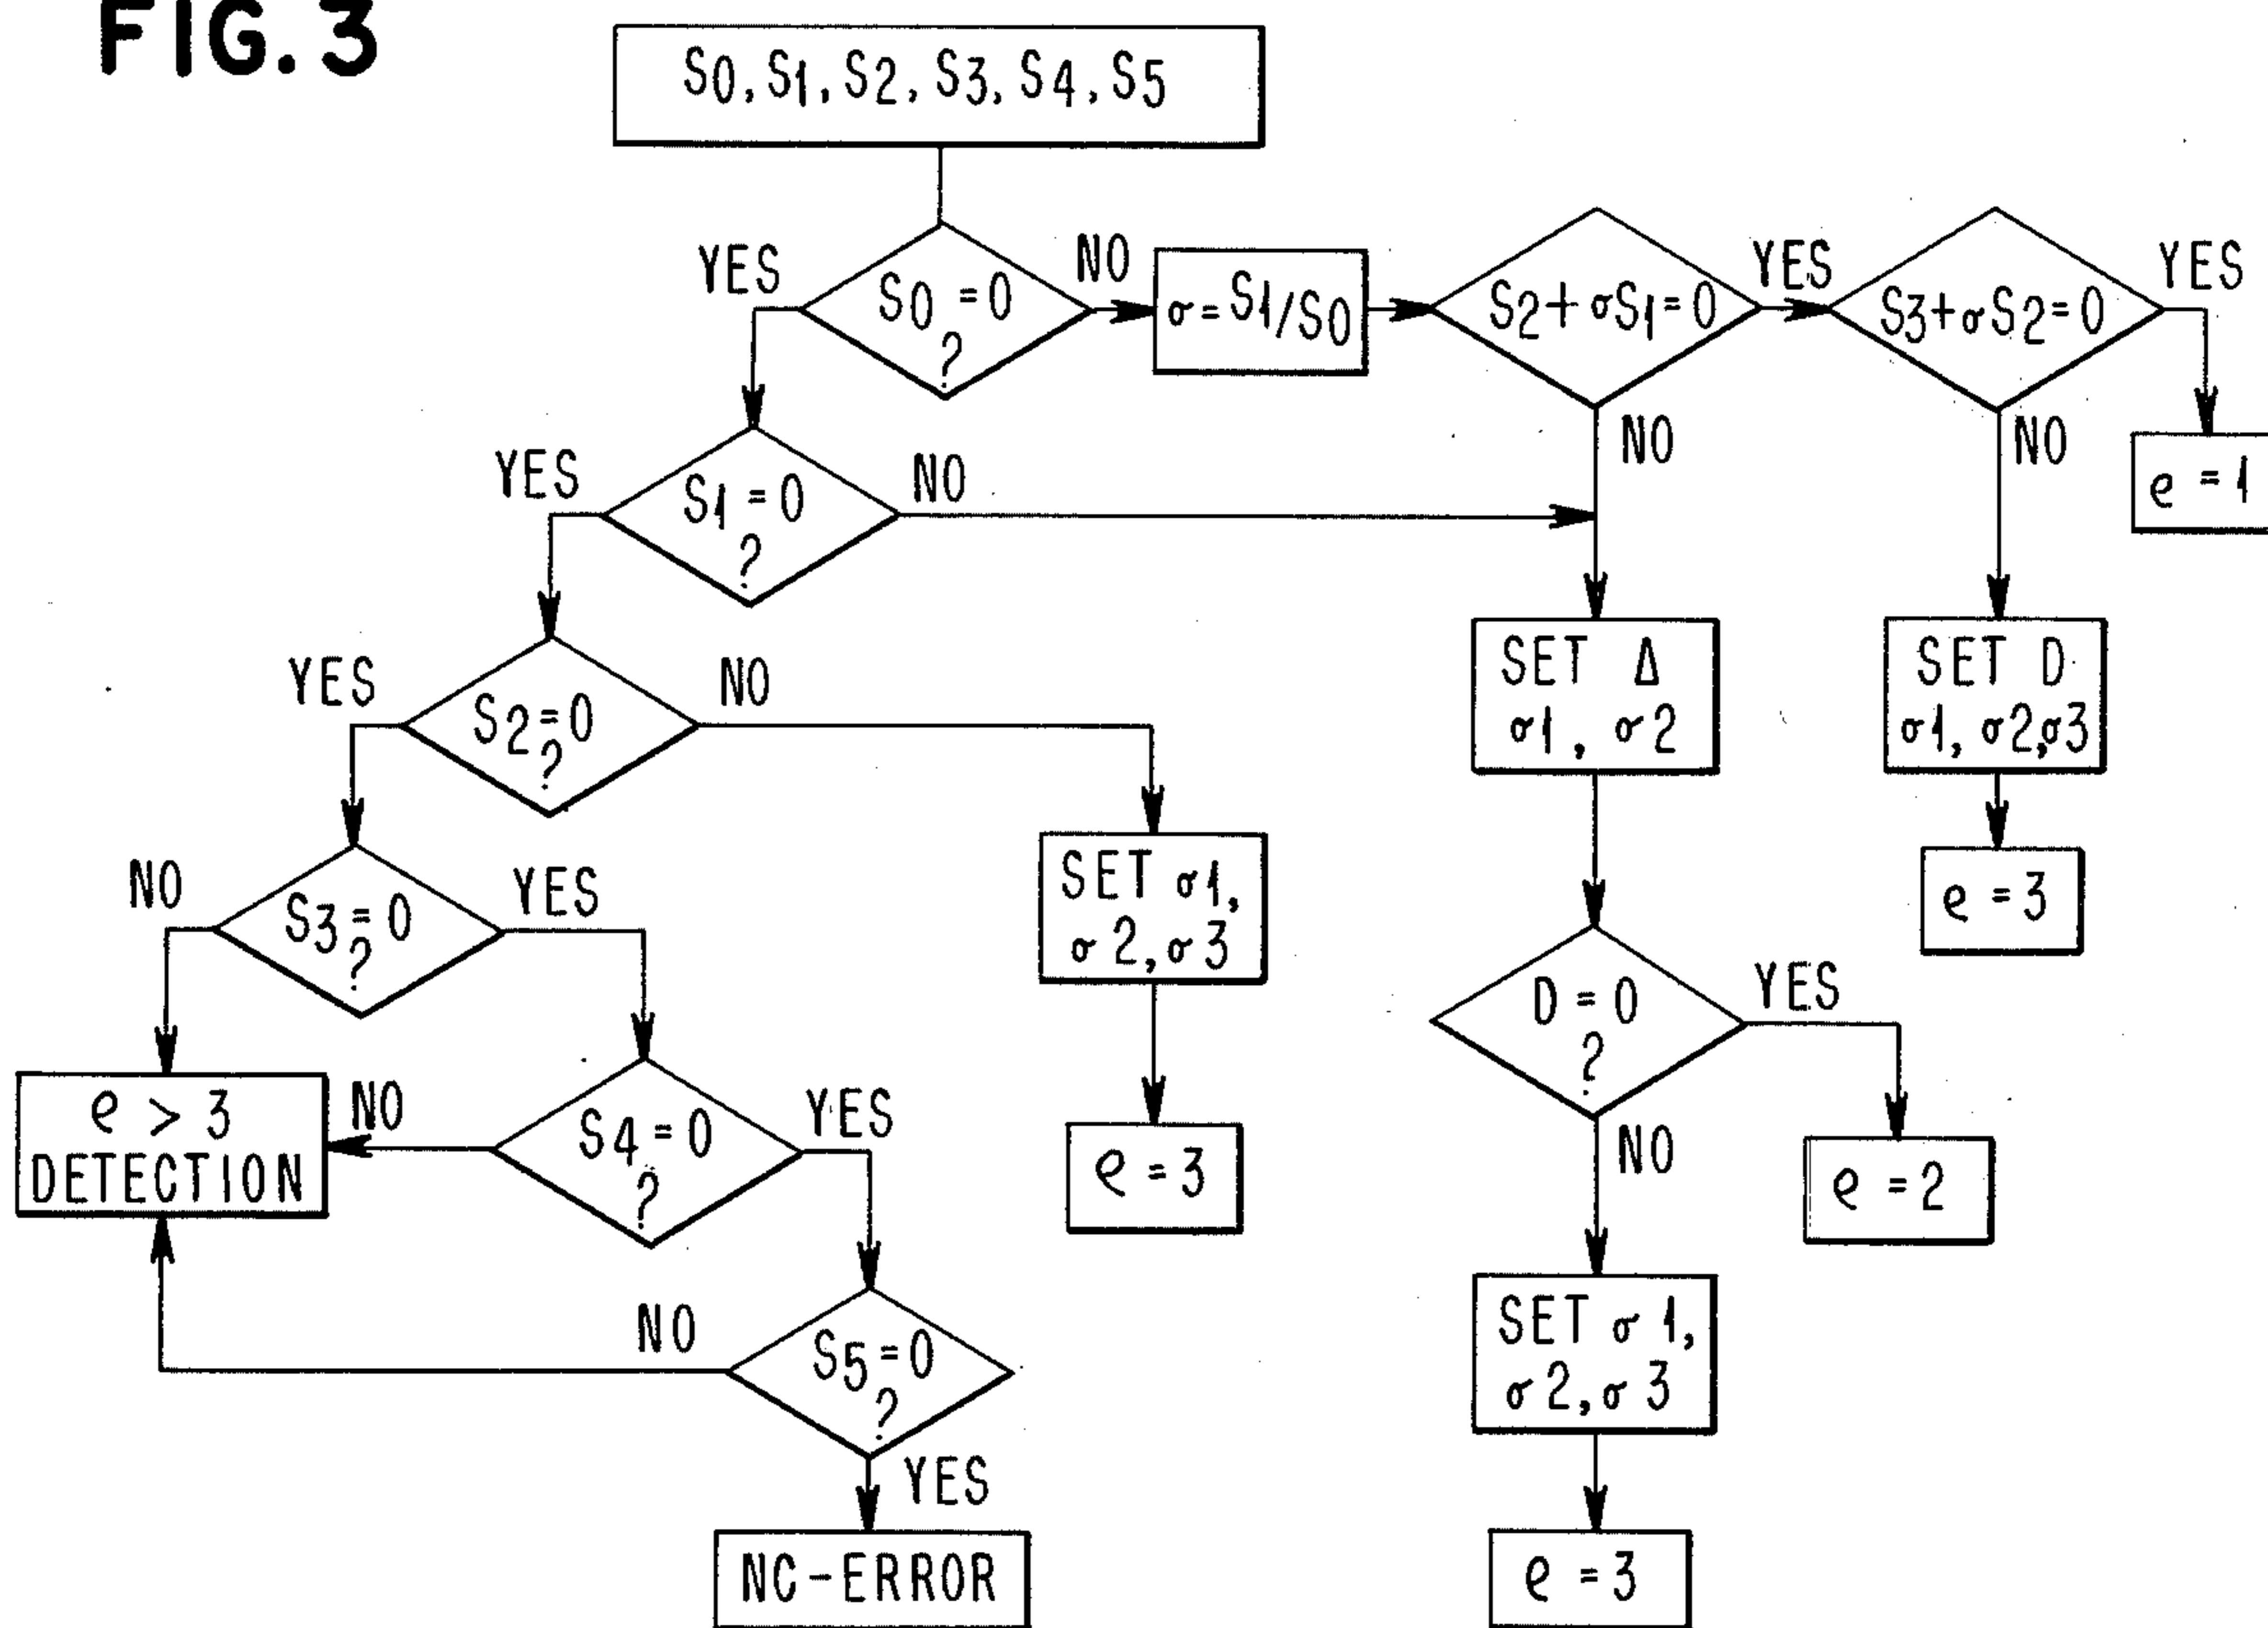 FIG. 3
S0, S1, S2, S3, S4, S5
YES
S0 = 0
?
NO
σ = S1/S0
S2+σS1=0
YES
S3+σS2=0
YES
NO
NO
e = 1
YES
S1 = 0
?
NO
YES
S2=0
?
NO
SET Δ
σ1, σ2
SET D
σ1, σ2,σ3
NO
S3=0
?
YES
SET σ1,
σ2,σ3
e = 3
D = 0
?
YES
e > 3
DETECTION
NO
S4 = 0
?
YES
e = 3
NO
e = 2
NO
S5=0
?
SET σ1,
σ2,σ3
YES
NC-ERROR
e = 3